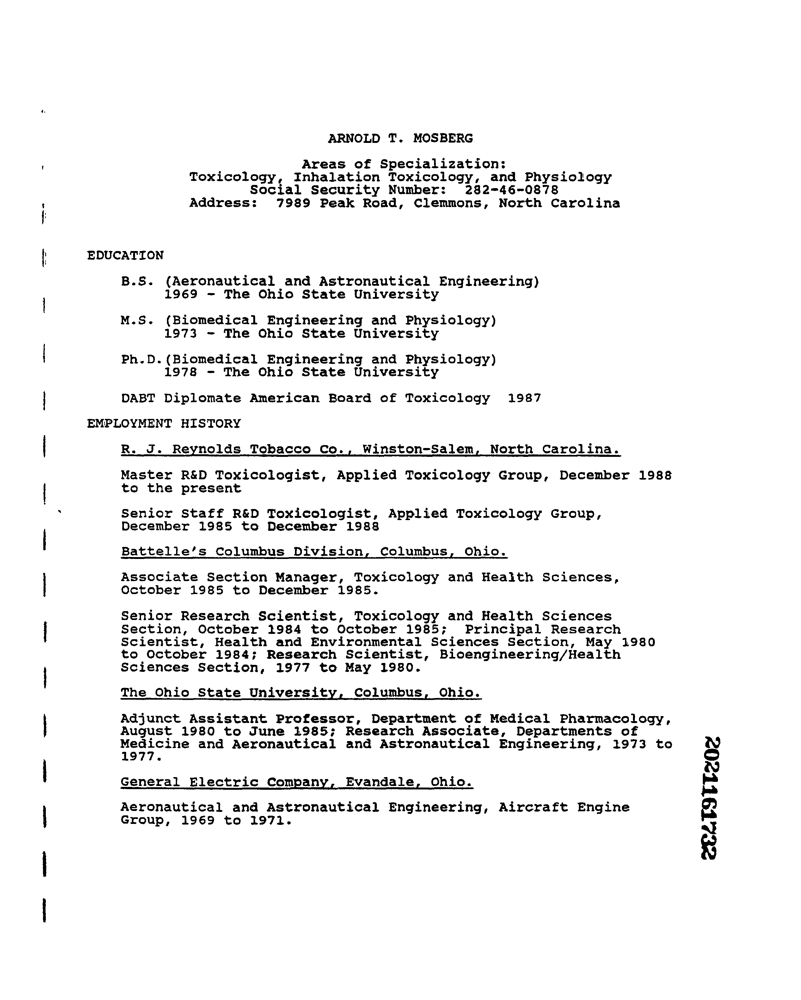 ARNOLD T. MOSBERG
Areas of Specialization:
Toxicology, Inhalation Toxicology, and Physiology
Social Security Number: 282-46-0878
Address: 7989 Peak Road, Clemmons, North Carolina
EDUCATION
B.S. (Aeronautical and Astronautical Engineering)
1969 - The Ohio State University
M.S. (Biomedical Engineering and Physiology)
1973 - The Ohio State University
Ph.D.(Biomedical Engineering and Physiology)
1978 - The Ohio State University
DABT Diplomate American Board of Toxicology 1987
EMPLOYMENT HISTORY
R. J. Reynolds Tobacco Co., Winston-Salem, North Carolina.
Master R&D Toxicologist, Applied Toxicology Group, December 1988
to the present
Senior Staff R&D Toxicologist, Applied Toxicology Group,
December 1985 to December 1988
Battelle's Columbus Division, Columbus, Ohio.
Associate Section Manager, Toxicology and Health Sciences,
October 1985 to December 1985.
Senior Research Scientist, Toxicology and Health Sciences
Section, October 1984 to October 1985; Principal Research
Scientist, Health and Environmental Sciences Section, May 1980
to October 1984; Research Scientist, Bioengineering/Health
Sciences Section, 1977 to May 1980.
The Ohio State University, Columbus, Ohio.
Adjunct Assistant Professor, Department of Medical Pharmacology,
August 1980 to June 1985; Research Associate, Departments of
Medicine and Aeronautical and Astronautical Engineering, 1973 to
1977.
General Electric Company, Evandale, Ohio.
Aeronautical and Astronautical Engineering, Aircraft Engine
Group, 1969 to 1971.
2021161732